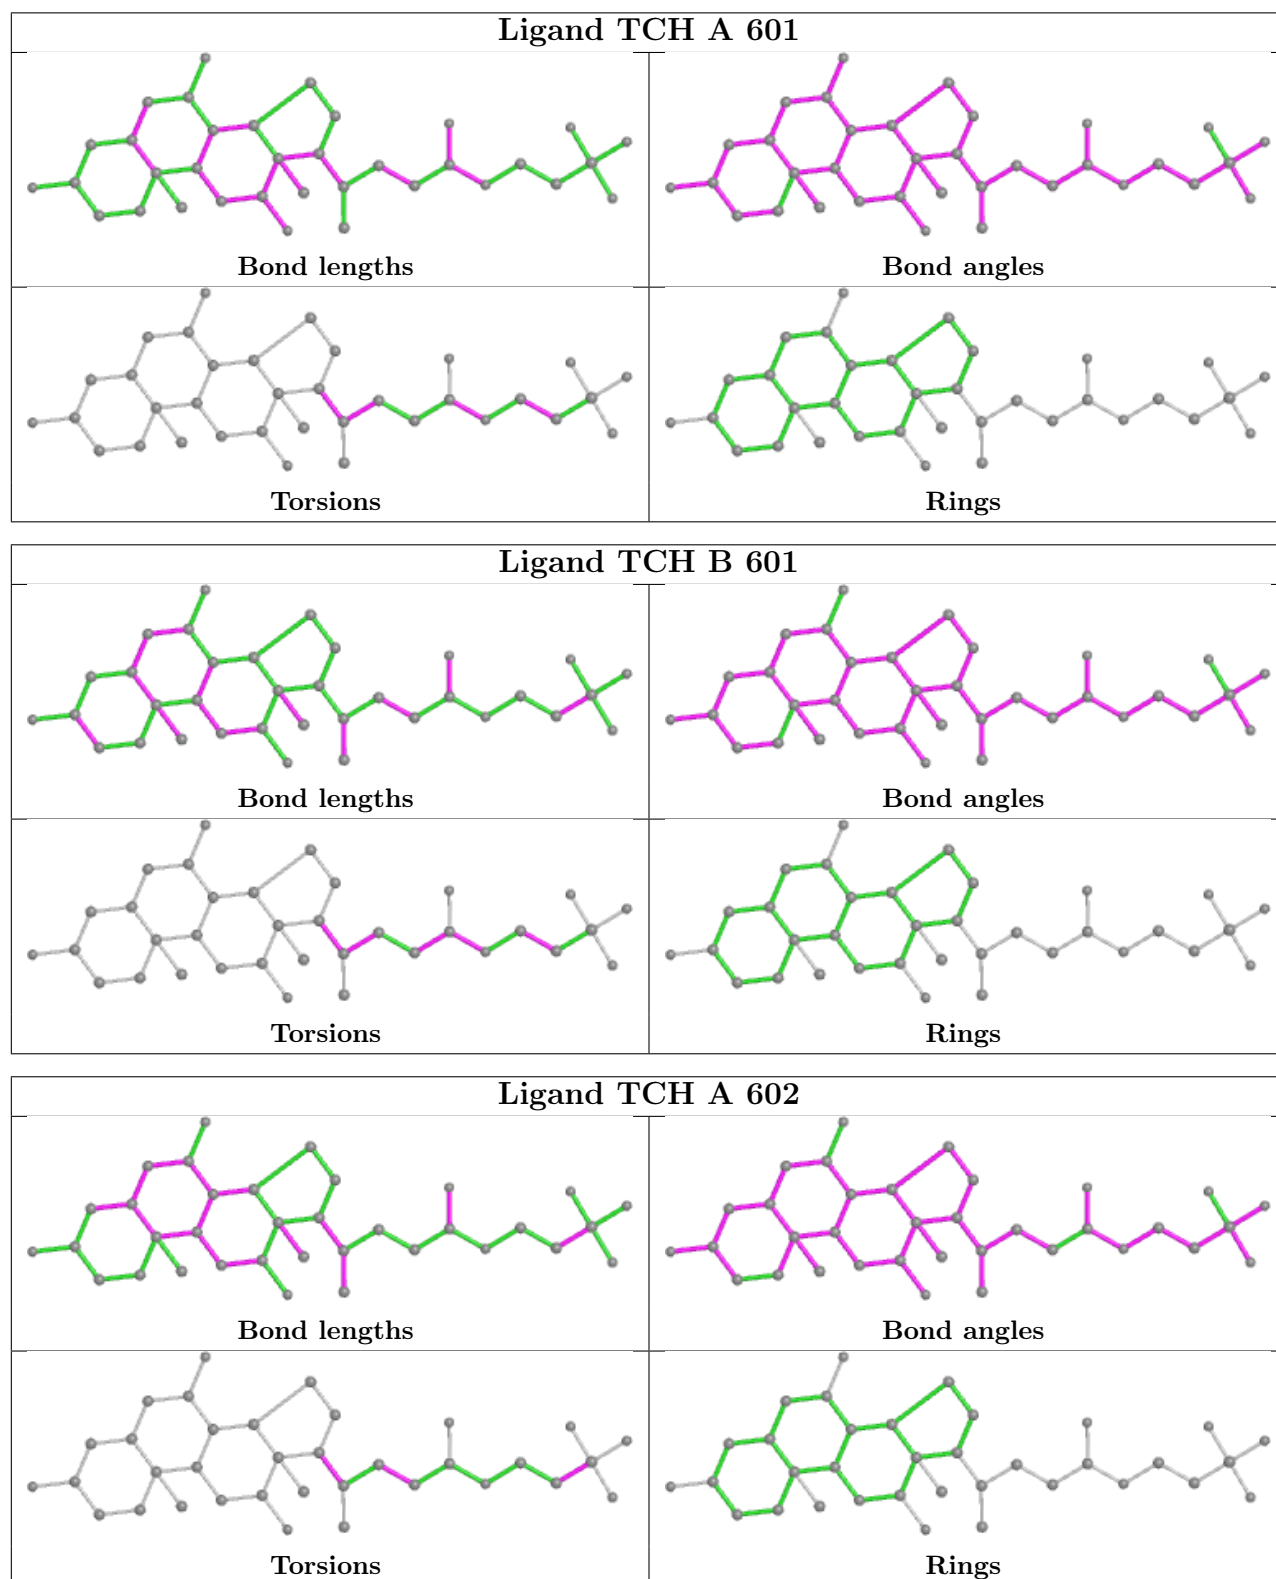 Ligand TCH A 601
Bond lengths
Bond angles
Torsions
Rings
Ligand TCH B 601
Bond lengths
Bond angles
Torsions
Rings
Ligand TCH A 602
Bond lengths
Bond angles
Torsions
Rings